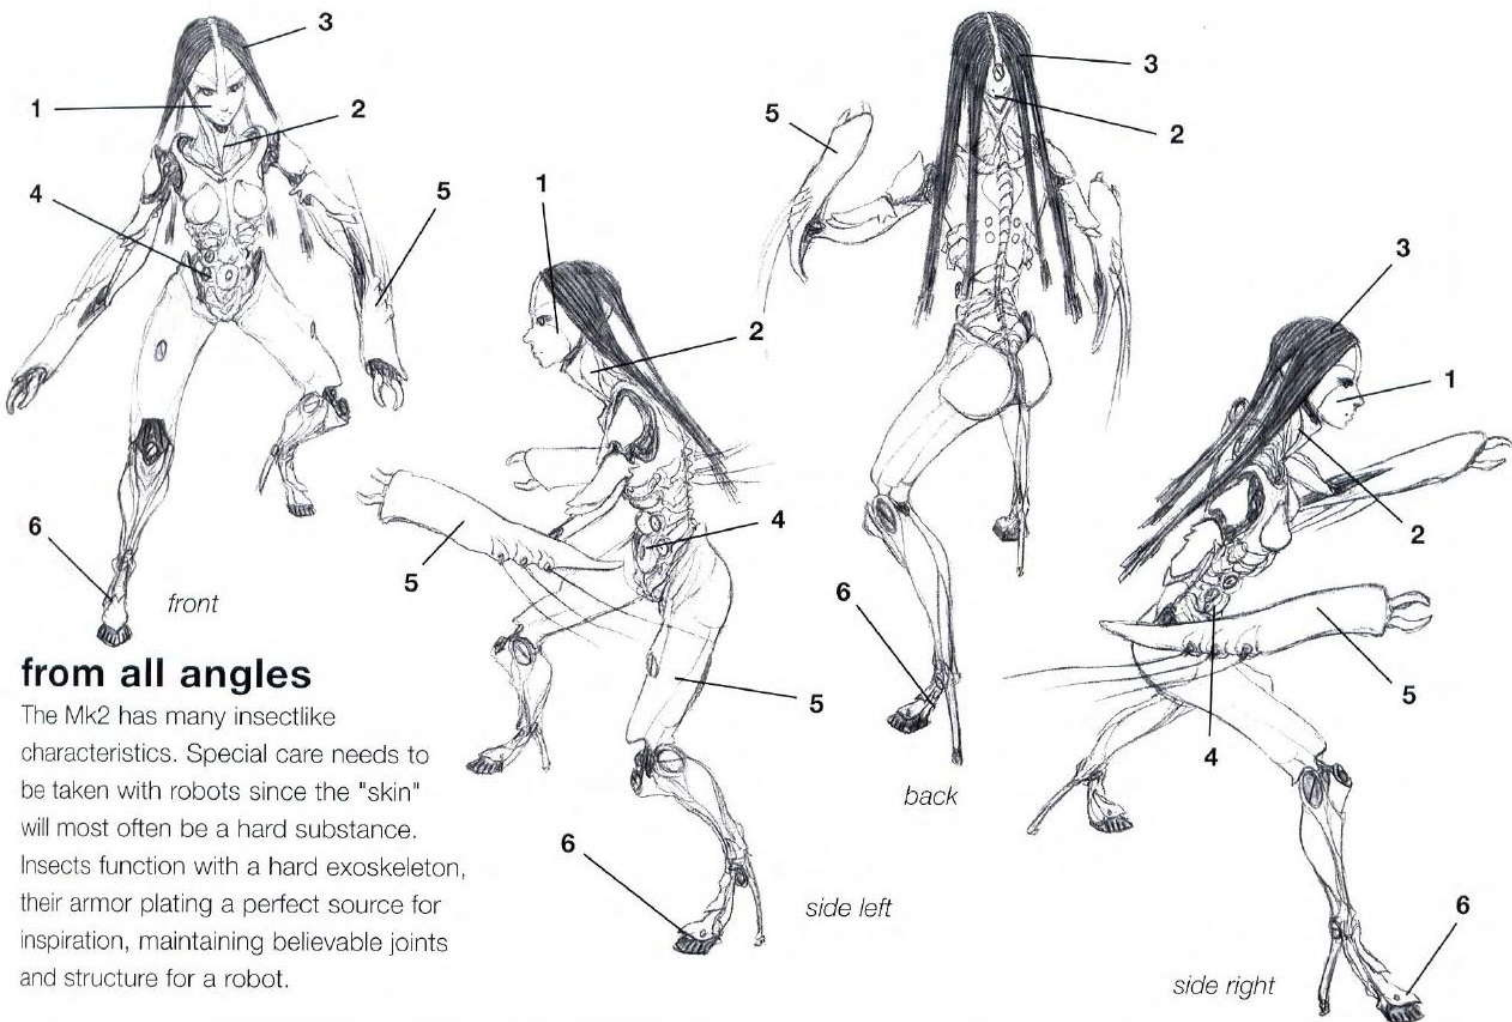 3
1
2
4
5
6
front
1
2
4
5
5
6
side left
3
5
2
6
back
3
1
2
5
4
6
side right
from all angles
The Mk2 has many insectlike
characteristics. Special care needs to
be taken with robots since the "skin"
will most often be a hard substance.
Insects function with a hard exoskeleton,
their armor plating a perfect source for
inspiration, maintaining believable joints
and structure for a robot.